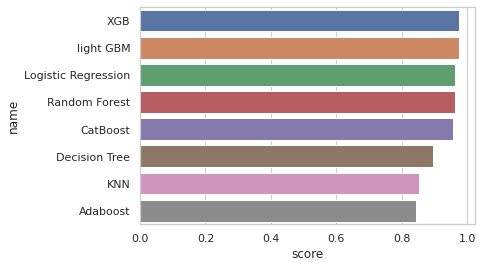 XGB
light GBM
Logistic Regression
Random Forest
CatBoost
Decision Tree
KNN
Adaboost
name
0.0 0.2 0.4 0.6 0.8 1.0
score